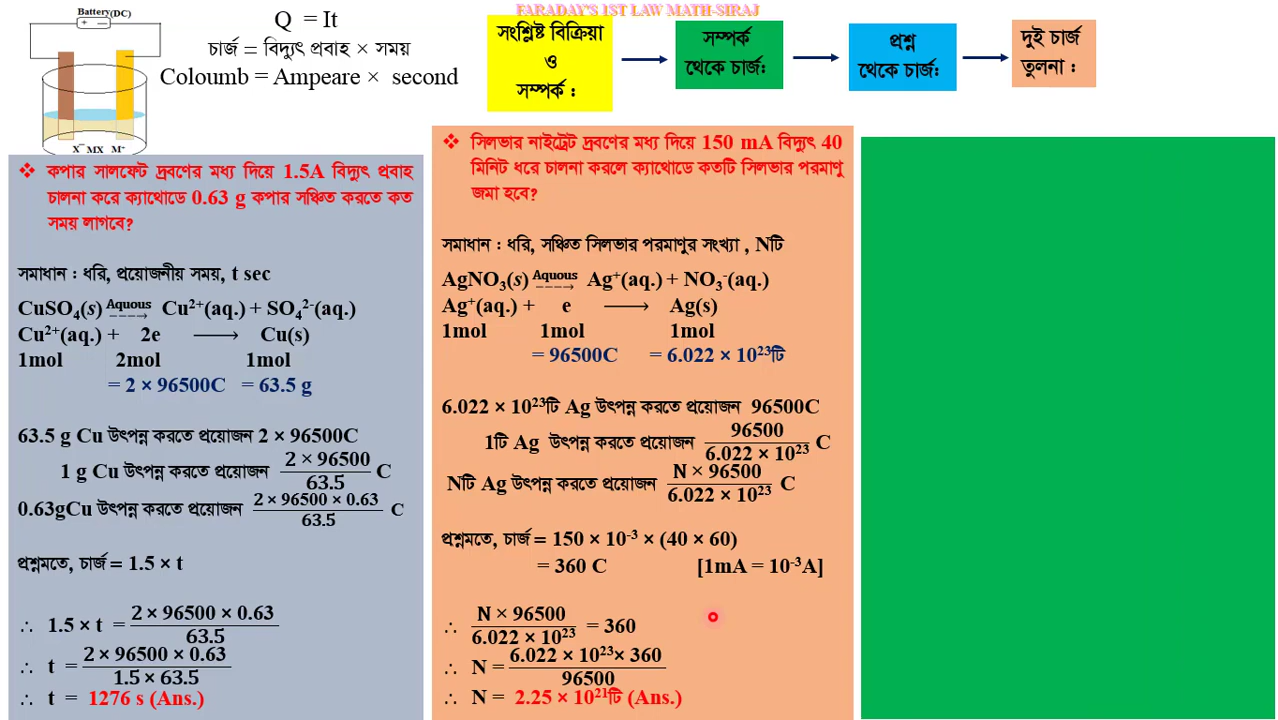 FARADAY'S 1ST LAW MATH-SIRAJ
Battery(DC)
X⁻ MX M⁺
Q = It
চার্জ = বিদ্যুৎ প্রবাহ × সময়
Coloumb = Ampeare × second
সংশ্লিষ্ট বিক্রিয়া
ও
সম্পর্ক :
সম্পর্ক
থেকে চার্জ:
প্রশ্ন
থেকে চার্জ:
দুই চার্জ
তুলনা :
❖ কপার সালফেট দ্রবণের মধ্য দিয়ে 1.5A বিদ্যুৎ প্রবাহ
চালনা করে ক্যাথোডে 0.63 g কপার সঞ্চিত করতে কত
সময় লাগবে?
সমাধান : ধরি, প্রয়োজনীয় সময়, t sec
CuSO₄(s) Aquous ----→ Cu²⁺(aq.) + SO₄²⁻(aq.)
Cu²⁺(aq.) + 2e ⟶ Cu(s)
1mol 2mol 1mol
= 2 × 96500C = 63.5 g
63.5 g Cu উৎপন্ন করতে প্রয়োজন 2 × 96500C
1 g Cu উৎপন্ন করতে প্রয়োজন 2 × 96500 / 63.5 C
0.63gCu উৎপন্ন করতে প্রয়োজন 2 × 96500 × 0.63 / 63.5 C
প্রশ্নমতে, চার্জ = 1.5 × t
∴ 1.5 × t = 2 × 96500 × 0.63 / 63.5
∴ t = 2 × 96500 × 0.63 / 1.5 × 63.5
∴ t = 1276 s (Ans.)
❖ সিলভার নাইট্রেট দ্রবণের মধ্য দিয়ে 150 mA বিদ্যুৎ 40
মিনিট ধরে চালনা করলে ক্যাথোডে কতটি সিলভার পরমাণু
জমা হবে?
সমাধান : ধরি, সঞ্চিত সিলভার পরমাণুর সংখ্যা , Nটি
AgNO₃(s) Aquous ----→ Ag⁺(aq.) + NO₃⁻(aq.)
Ag⁺(aq.) + e ⟶ Ag(s)
1mol 1mol 1mol
= 96500C = 6.022 × 10²³টি
6.022 × 10²³টি Ag উৎপন্ন করতে প্রয়োজন 96500C
1টি Ag উৎপন্ন করতে প্রয়োজন 96500 / 6.022 × 10²³ C
Nটি Ag উৎপন্ন করতে প্রয়োজন N × 96500 / 6.022 × 10²³ C
প্রশ্নমতে, চার্জ = 150 × 10⁻³ × (40 × 60)
= 360 C [1mA = 10⁻³A]
∴ N × 96500 / 6.022 × 10²³ = 360
∴ N = 6.022 × 10²³× 360 / 96500
∴ N = 2.25 × 10²¹টি (Ans.)